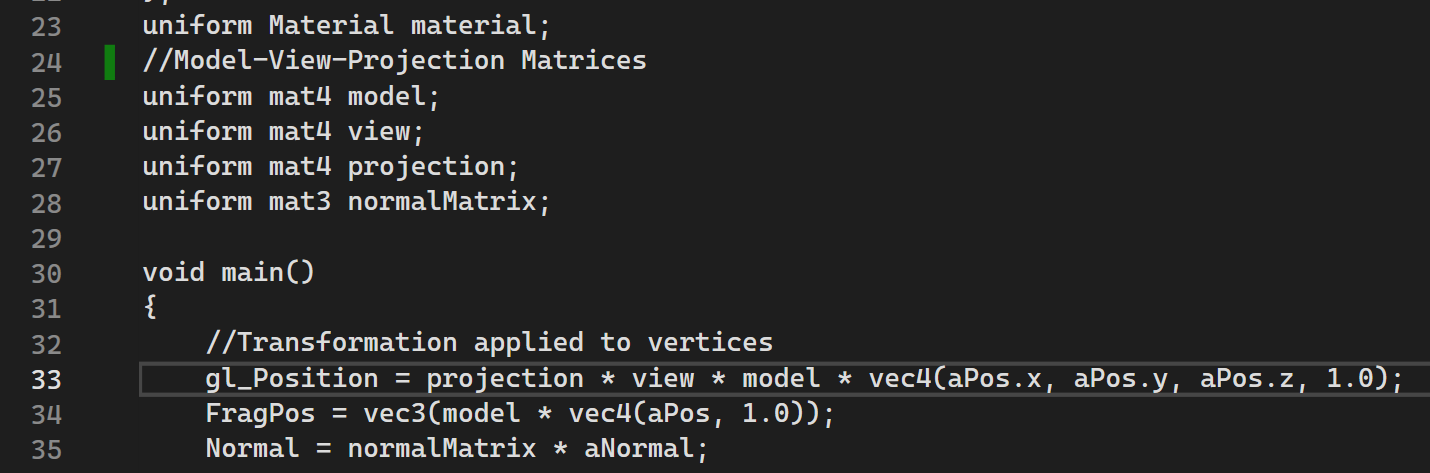 23 uniform Material material;
24 //Model-View-Projection Matrices
25 uniform mat4 model;
26 uniform mat4 view;
27 uniform mat4 projection;
28 uniform mat3 normalMatrix;
29
30 void main()
31 {
32 //Transformation applied to vertices
33 gl_Position = projection * view * model * vec4(aPos.x, aPos.y, aPos.z, 1.0);
34 FragPos = vec3(model * vec4(aPos, 1.0));
35 Normal = normalMatrix * aNormal;